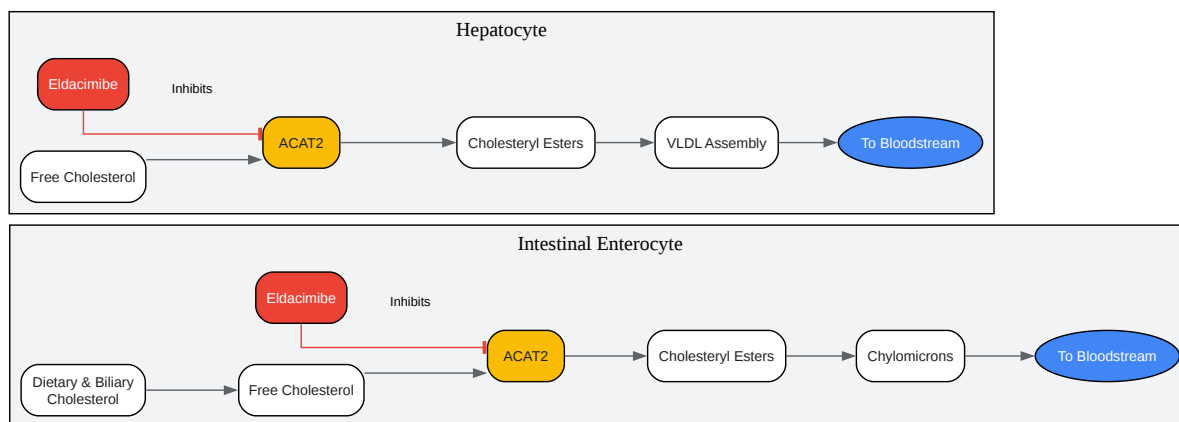 Hepatocyte
Eldacimibe
Inhibits
ACAT2
Cholesteryl Esters
VLDL Assembly
To Bloodstream
Free Cholesterol
Intestinal Enterocyte
Eldacimibe
Inhibits
ACAT2
Cholesteryl Esters
Chylomicrons
To Bloodstream
Dietary & Biliary
Cholesterol
Free Cholesterol